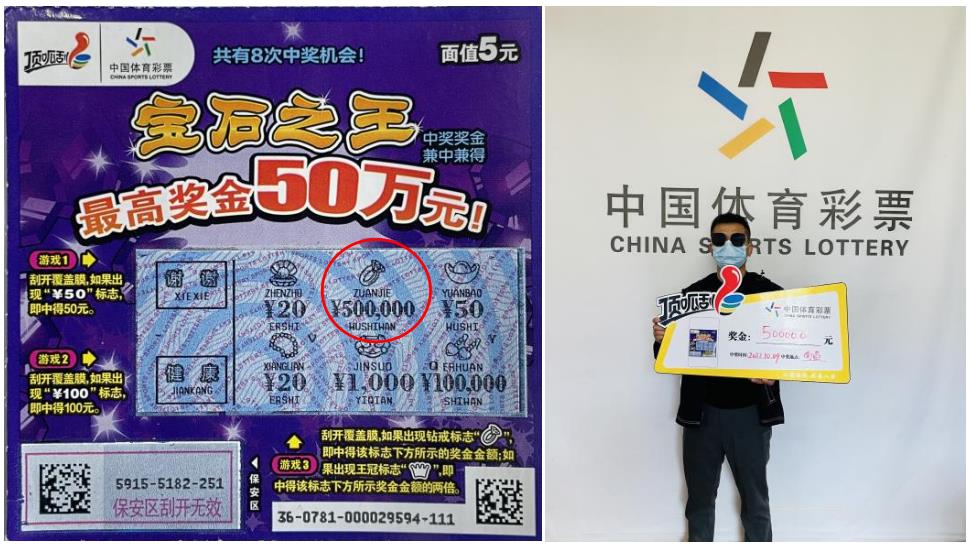 顶呱刮
中国体育彩票
CHINA SPORTS LOTTERY
共有8次中奖机会!
面值5元
宝石之王
中奖奖金
兼中兼得
最高奖金50万元!
游戏1
刮开覆盖膜,如果出
现“¥50”标志,
即中得50元。
游戏2
刮开覆盖膜,如果出
现“¥100”标志,
即中得100元。
谢谢
XIEXIE
ZHENZHU
¥20
ERSHI
ZUANJIE
¥500,000
WUSHIWAN
YUANBAO
¥50
WUSHI
健康
JIANKANG
XIANGLIAN
¥20
ERSHI
JINSUO
¥1,000
YIQIAN
ERHUAN
¥100,000
SHIWAN
5915-5182-251
保安区刮开无效
保安区
游戏3
刮开覆盖膜,如果出现钻戒标志“ ”,
即中得该标志下方所示的奖金金额;如
果出现王冠标志“ ”,即
中得该标志下方所示奖金金额的两倍。
36-0781-000029594-111
中国体育彩票
CHINA SPORTS LOTTERY
顶呱刮
中国体育彩票
奖金: 500000 元